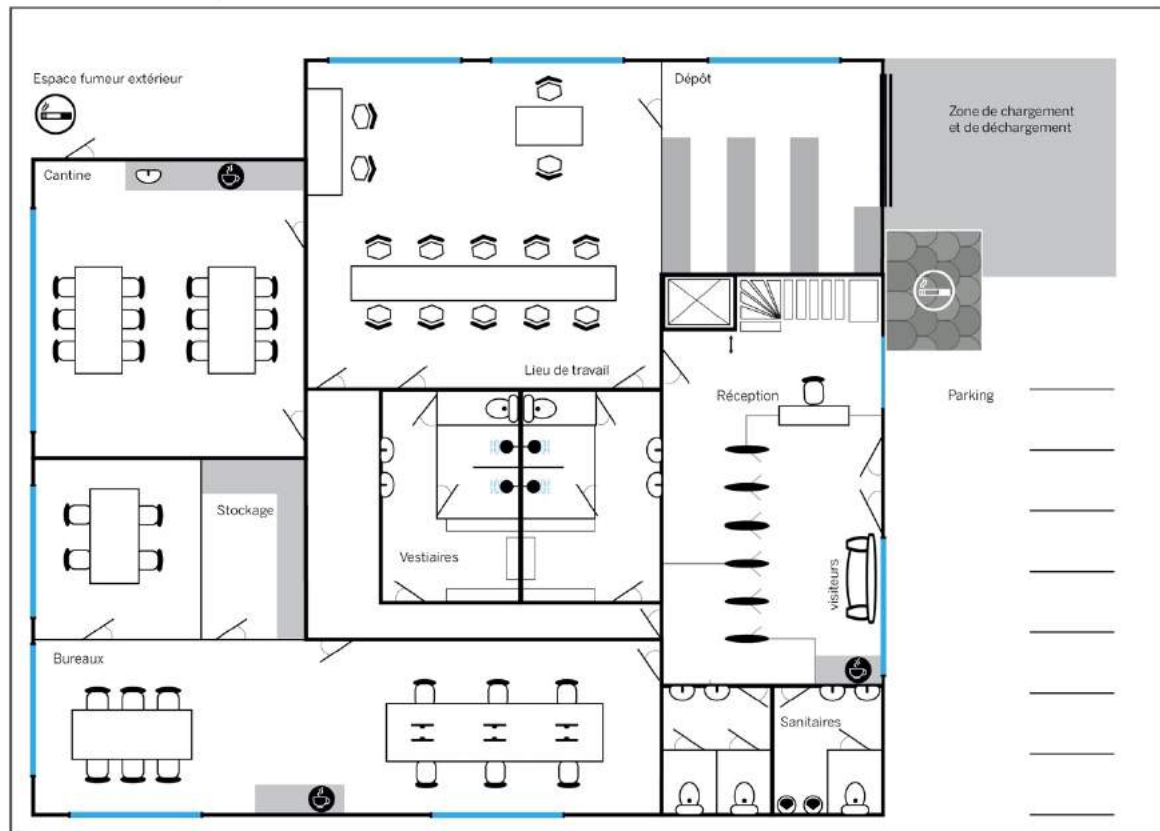 Espace fumeur extérieur
Dépôt
Zone de chargement
et de déchargement
Cantine
Lieu de travail
Réception
Parking
Stockage
Vestiaires
visiteurs
Bureaux
Sanitaires